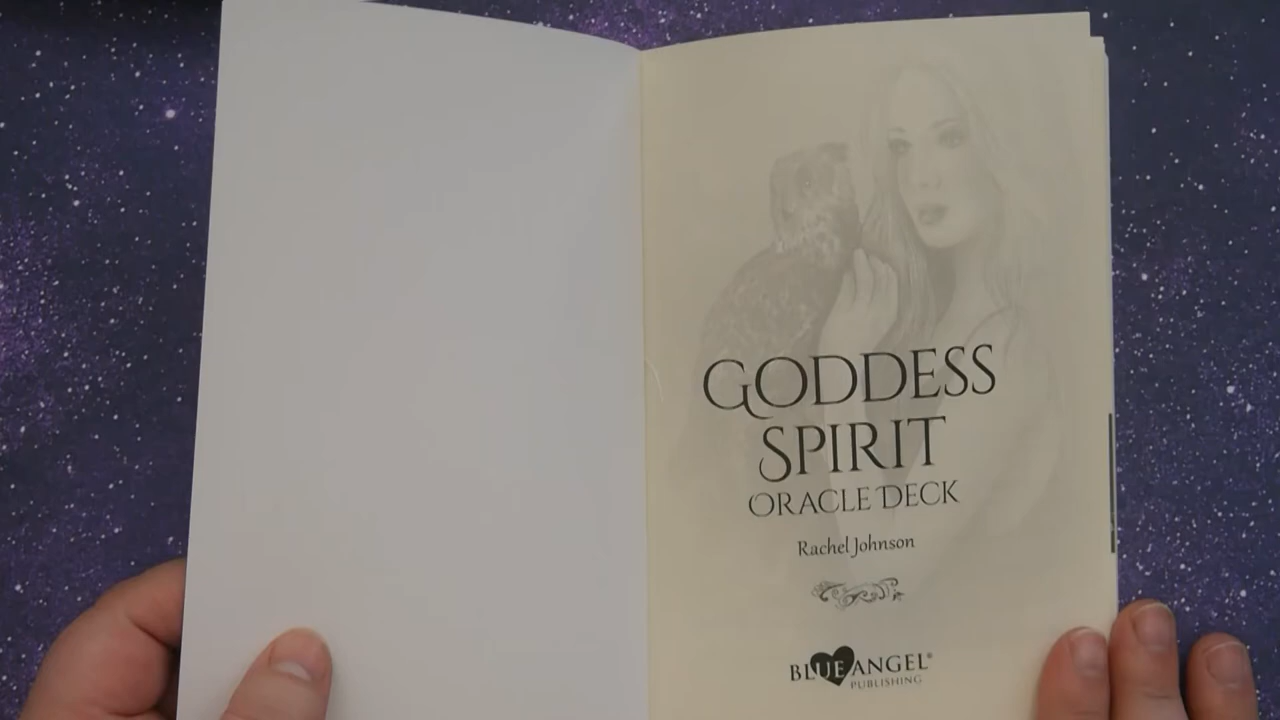 GODDESS
SPIRIT
ORACLE DECK
Rachel Johnson
BLUE ANGEL®
PUBLISHING